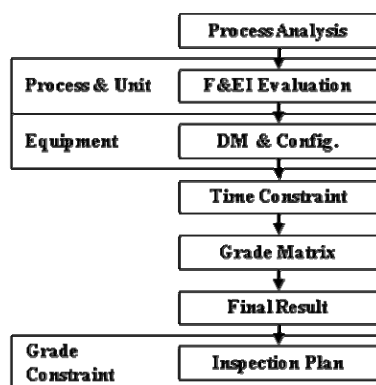 Process Analysis
Process & Unit F&EI Evaluation
Equipment DM & Config.
Time Constraint
Grade Matrix
Final Result
Grade
Constraint Inspection Plan